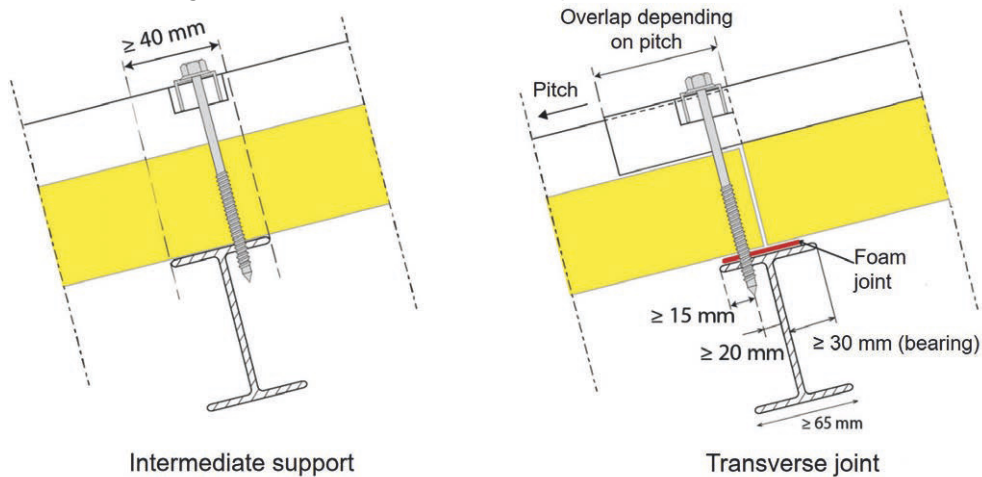 ≥ 40 mm
Overlap depending
on pitch
Pitch
Foam
joint
≥ 15 mm
≥ 20 mm
≥ 30 mm (bearing)
≥ 65 mm
Intermediate support
Transverse joint